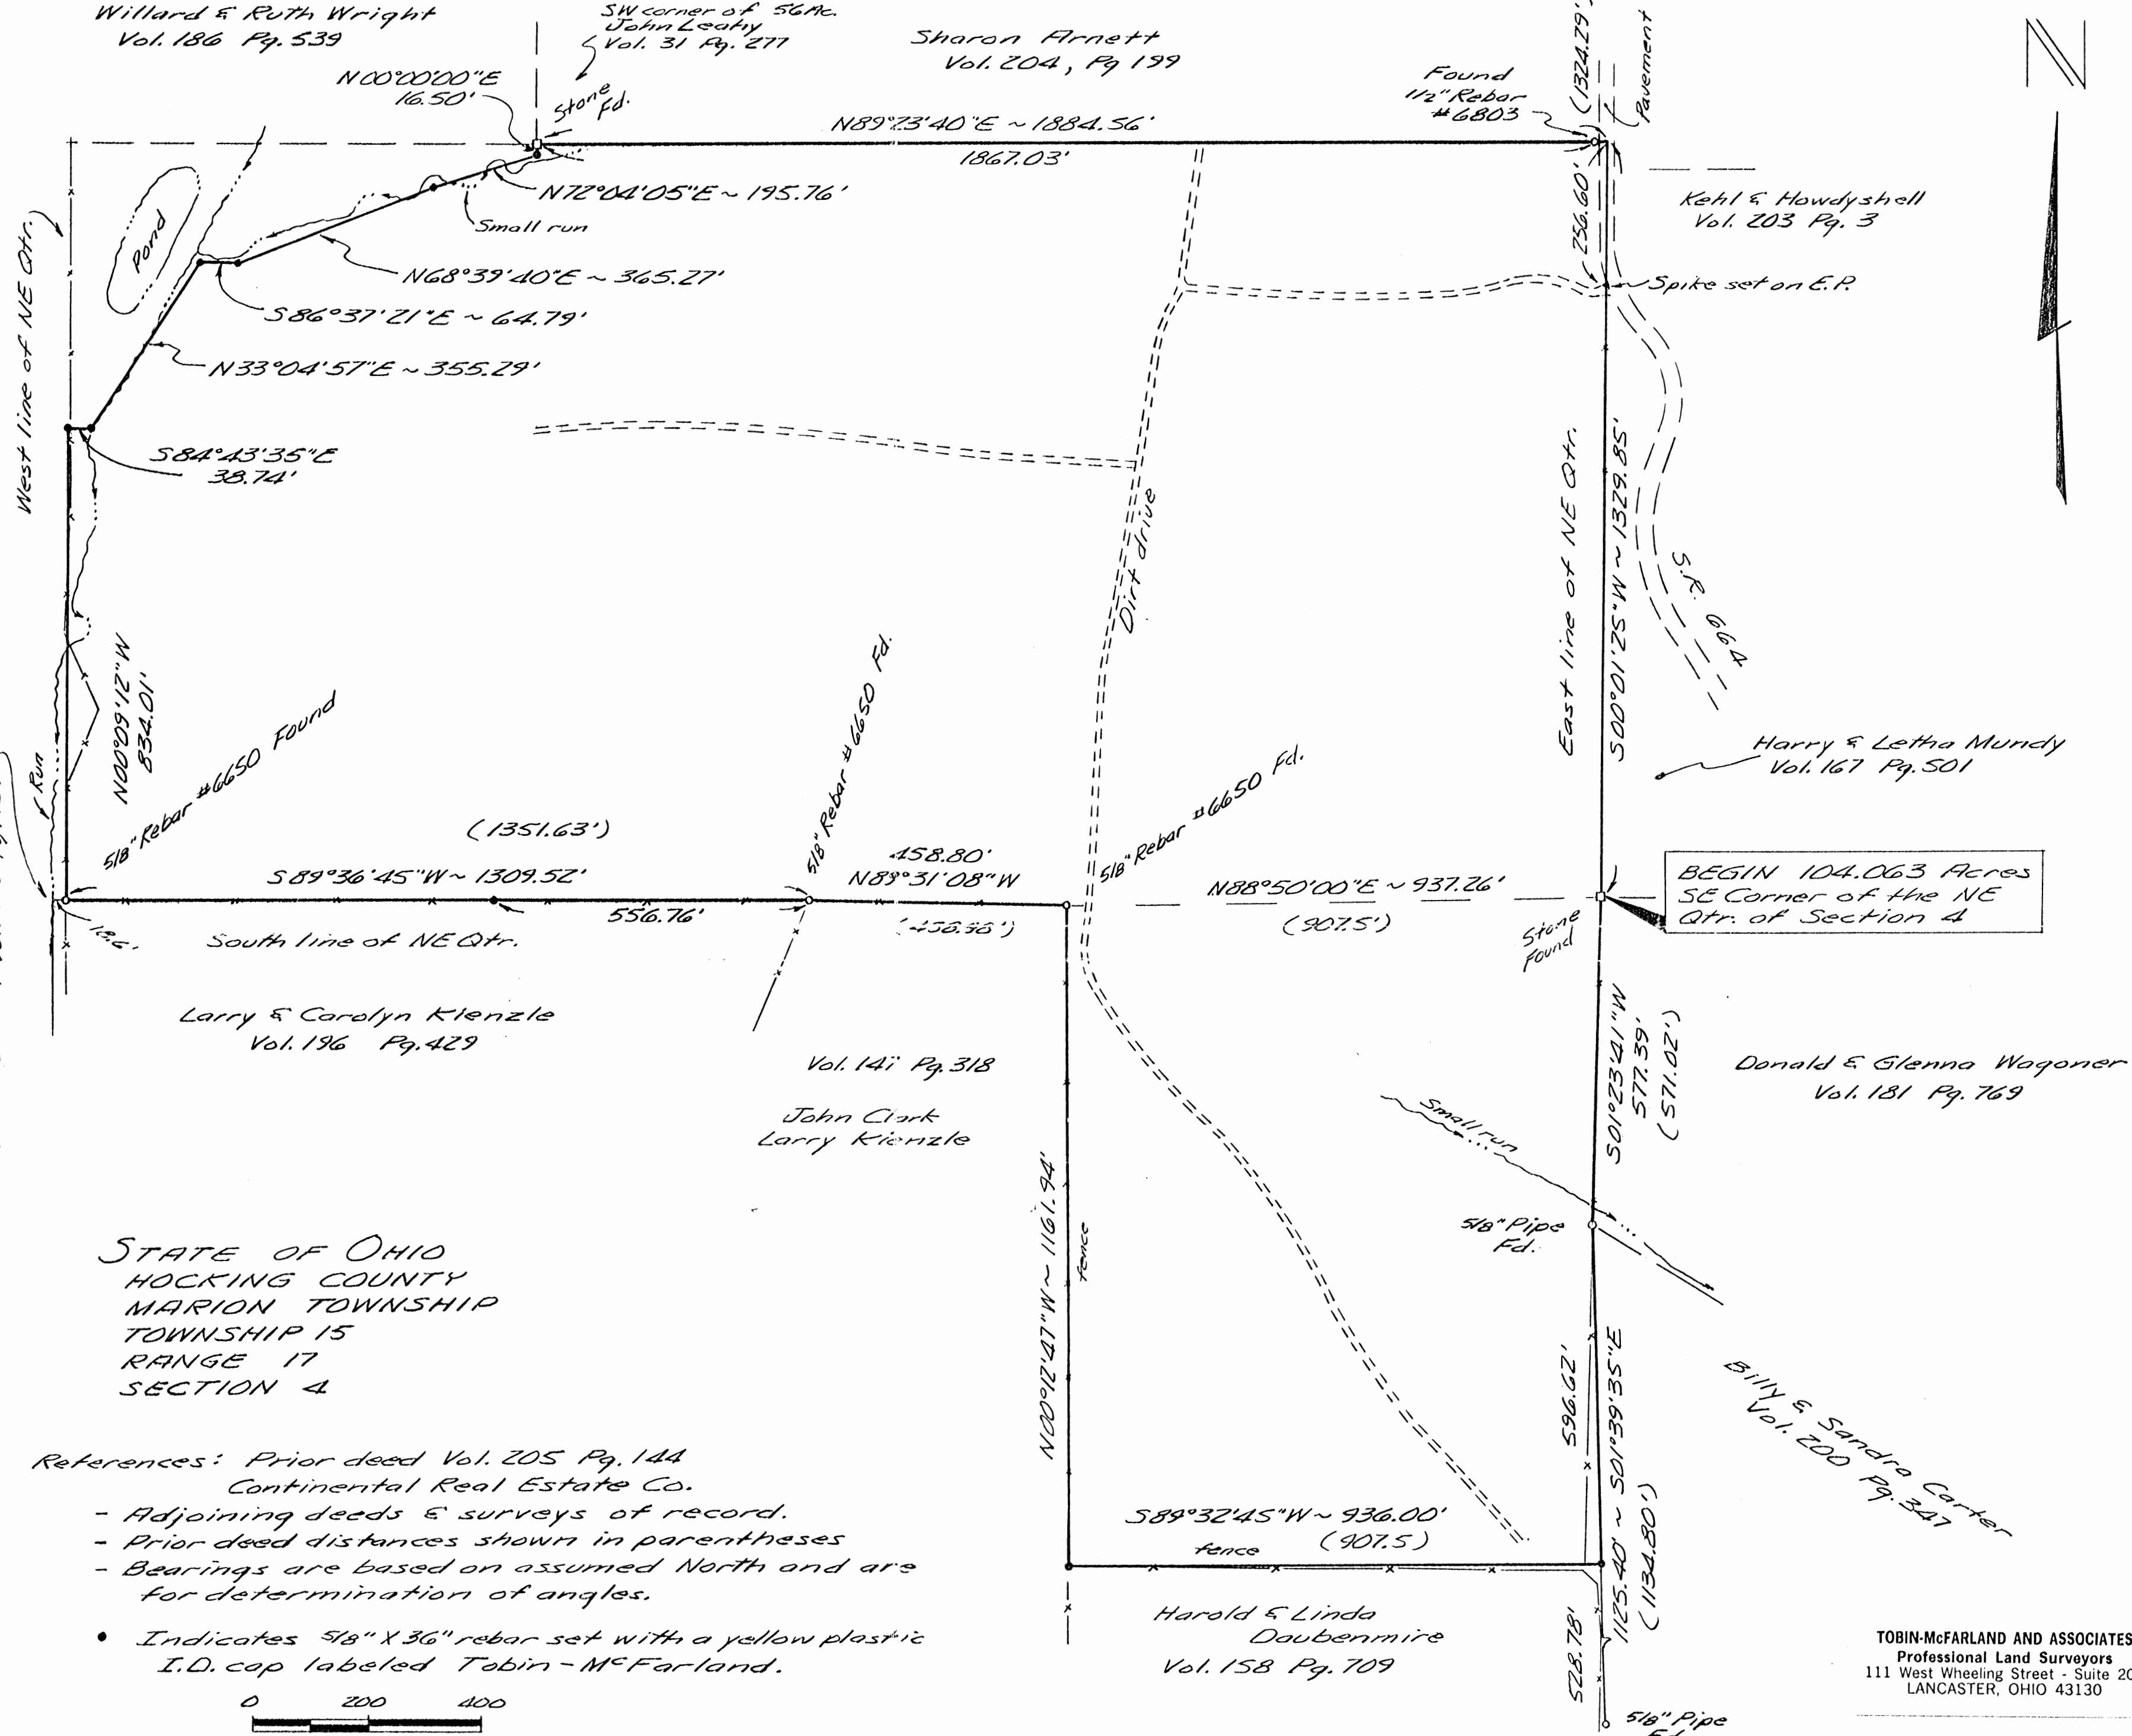 Willard & Ruth Wright
Vol. 186 Pg. 539
SW corner of 56Ac.
John Leahy
Vol. 31 Pg. 277
Sharon Arnett
Vol. 204, Pg 199
(1324.29')
Pavement
N
N00°00'00"E
16.50'
Stone
Fd.
Found
1/2" Rebar
#6803
N89°23'40"E ~ 1884.56'
1867.03'
N72°04'05"E ~ 195.76'
Small run
Pond
West line of NE Qtr.
N68°39'40"E ~ 365.27'
S86°37'21"E ~ 64.79'
N33°04'57"E ~ 355.29'
S84°43'35"E
38.74'
256.60'
Kehl & Howdyshell
Vol. 203 Pg. 3
Spike set on E.P.
Dirt drive
East line of NE Qtr.
S00°01'25"W ~ 1329.85'
S.R. 664
Harry & Letha Mundy
Vol. 167 Pg. 501
Run
N00°09'12"W
834.01'
5/8" Rebar #6650 Found
5/8" Rebar #6650 Fd.
5/8" Rebar #6650 Fd.
(1351.63')
S89°36'45"W ~ 1309.52'
556.76'
458.80'
N89°31'08"W
N88°50'00"E ~ 937.26'
(907.5')
Stone
Found
BEGIN 104.063 Acres
SE Corner of the NE
Qtr. of Section 4
South line of NE Qtr.
Larry & Carolyn Kienzle
Vol. 196 Pg. 429
Pg. 318
John Clark
Larry Kienzle
S01°23'41"W
577.39'
(571.02')
Donald & Glenna Wagoner
Vol. 181 Pg. 769
Small run
5/8" Pipe
Fd.
N00°12'47"W ~ 1161.94'
fence
596.62'
1125.40' ~ S01°39'35"E
(1134.80')
Billy & Sandra Carter
Vol. 200 Pg. 347
STATE OF OHIO
HOCKING COUNTY
MARION TOWNSHIP
TOWNSHIP 15
RANGE 17
SECTION 4
References: Prior deed Vol. 205 Pg. 144
Continental Real Estate Co.
- Adjoining deeds & surveys of record.
- Prior deed distances shown in parentheses
- Bearings are based on assumed North and are
for determination of angles.
• Indicates 5/8" X 36" rebar set with a yellow plastic
I.D. cap labeled Tobin-McFarland.
0 200 400
S89°32'45"W ~ 936.00'
fence (907.5)
Harold & Linda
Daubenmire
Vol. 158 Pg. 709
528.78'
5/8" Pipe
TOBIN-McFARLAND AND ASSOCIATES
Professional Land Surveyors
111 West Wheeling Street - Suite 20
LANCASTER, OHIO 43130